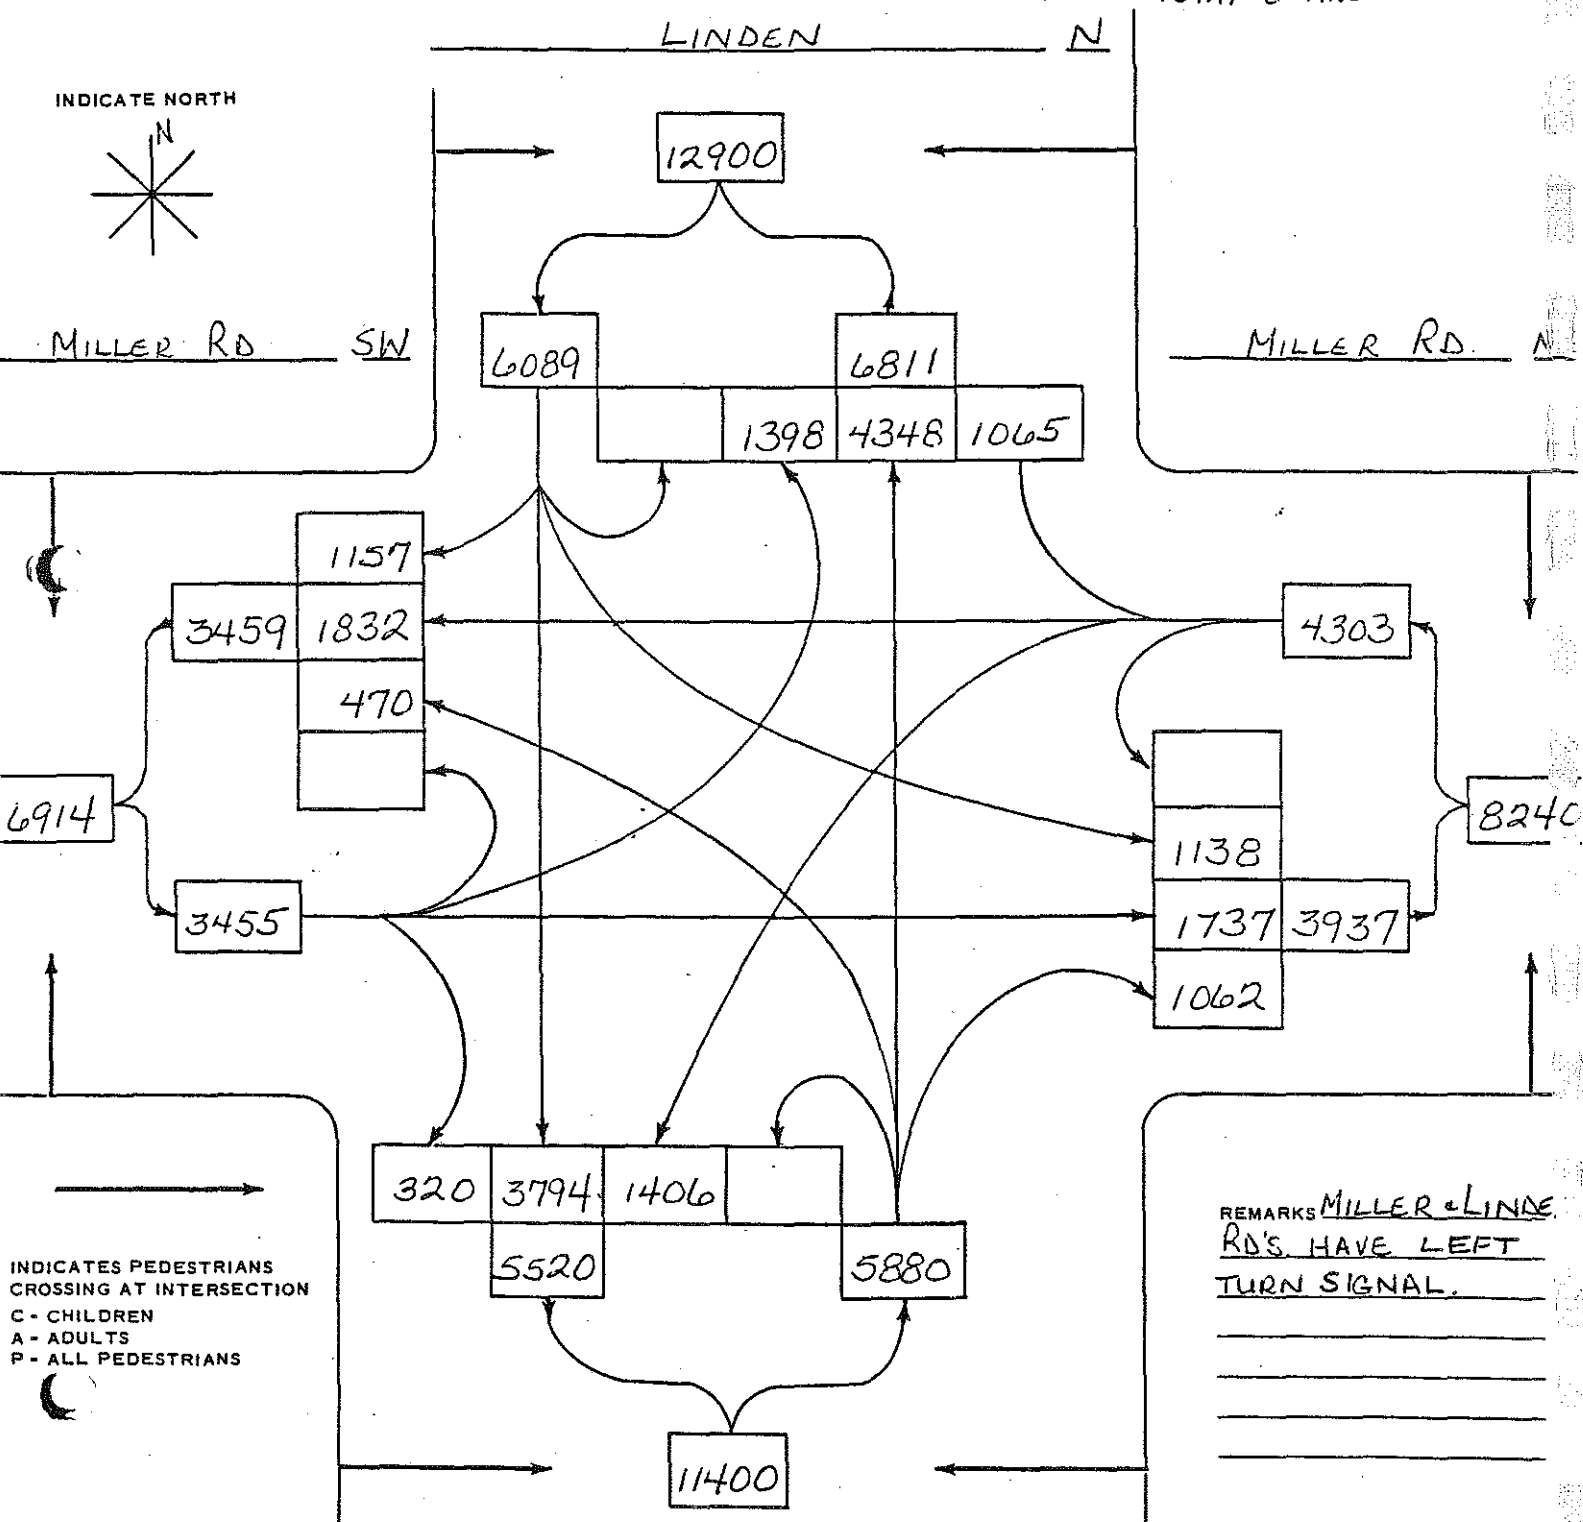 LINDEN N
INDICATE NORTH
N
12900
MILLER RD SW
MILLER RD.
6089
6811
1398 4348 1065
1157
3459 1832
4303
470
6914
8240
1138
3455
1737 3937
1062
320 3794 1406
5520
5880
REMARKS MILLER & LINDE
RD'S HAVE LEFT
TURN SIGNAL.
INDICATES PEDESTRIANS
CROSSING AT INTERSECTION
C - CHILDREN
A - ADULTS
P - ALL PEDESTRIANS
11400